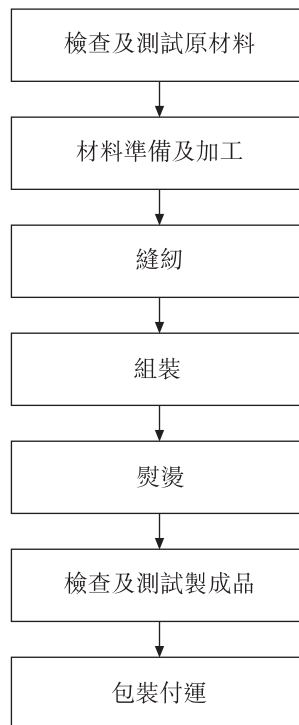 檢查及測試原材料
材料準備及加工
縫紉
組裝
熨燙
檢查及測試製成品
包裝付運